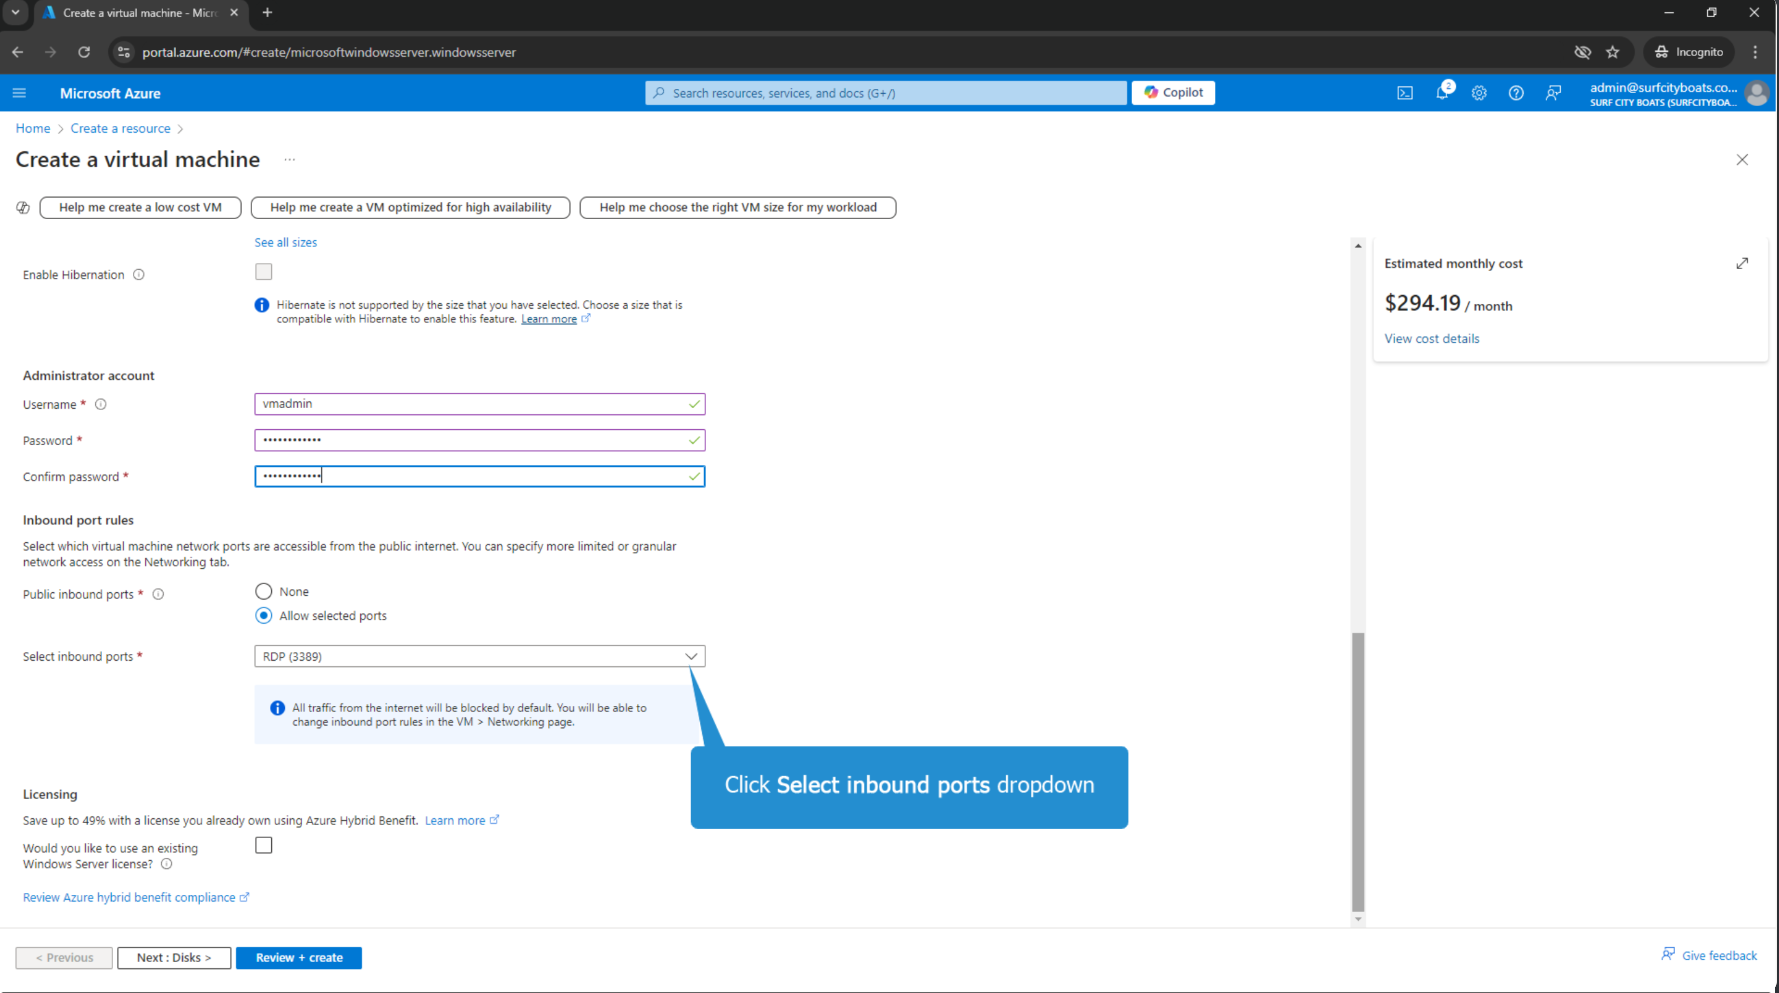 Create a virtual machine - Micro
portal.azure.com/#create/microsoftwindowsserver.windowsserver
Incognito
Microsoft Azure
Search resources, services, and docs (G+/)
Copilot
2
admin@surfcityboats.co...
SURF CITY BOATS (SURFCITYBOA...
Home > Create a resource >
Create a virtual machine ...
Help me create a low cost VM
Help me create a VM optimized for high availability
Help me choose the right VM size for my workload
See all sizes
Enable Hibernation
Hibernate is not supported by the size that you have selected. Choose a size that is
compatible with Hibernate to enable this feature. Learn more
Estimated monthly cost
$294.19 / month
View cost details
Administrator account
Username *
vmadmin
Password *
••••••••••••
Confirm password *
••••••••••••
Inbound port rules
Select which virtual machine network ports are accessible from the public internet. You can specify more limited or granular
network access on the Networking tab.
Public inbound ports *
None
Allow selected ports
Select inbound ports *
RDP (3389)
All traffic from the internet will be blocked by default. You will be able to
change inbound port rules in the VM > Networking page.
Click Select inbound ports dropdown
Licensing
Save up to 49% with a license you already own using Azure Hybrid Benefit. Learn more
Would you like to use an existing
Windows Server license?
Review Azure hybrid benefit compliance
< Previous
Next : Disks >
Review + create
Give feedback